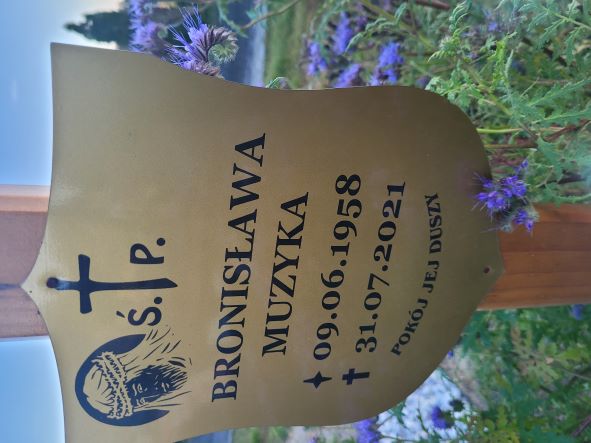 Ś. P.
BRONISŁAWA
MUZYKA
09.06.1958
31.07.2021
POKÓJ JEJ DUSZY